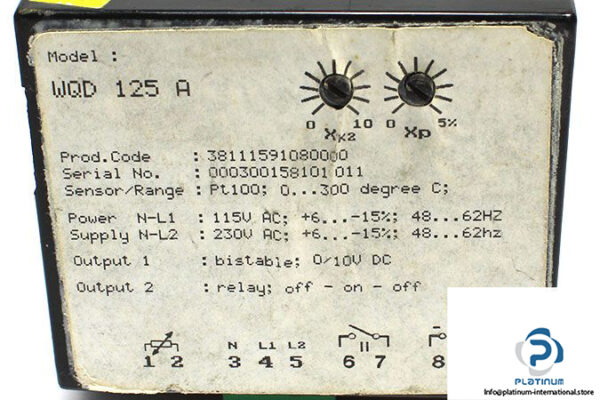 Model :
WQD 125 A
0 10 0 5%
XK2 Xp
Prod.Code : 38111591080000
Serial No. : 000300158101 011
Sensor/Range : Pt100; 0...300 degree C;
Power N-L1 : 115V AC; +6...-15%; 48...62HZ
Supply N-L2 : 230V AC; +6...-15%; 48...62hz
Output 1 : bistable; 0/10V DC
Output 2 : relay; off - on - off
N L1 L2 II
1 2 3 4 5 6 7 8
PLATINUM
Info@platinum-international.store